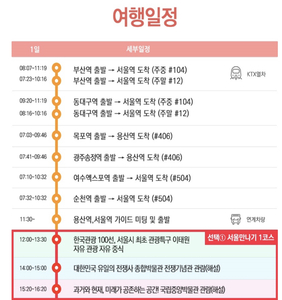 여행일정
1일 세부일정
08:07-11:19 부산역 출발 → 서울역 도착 (주중 #104)
07:23-10:16 부산역 출발 → 서울역 도착 (주말 #12)
KTX열차
09:20-11:19 동대구역 출발 → 서울역 도착 (주중 #104)
08:16-10:16 동대구역 출발 → 서울역 도착 (주말 #12)
07:03-09:46 목포역 출발 → 용산역 도착 (#406)
07:41-09:46 광주송정역 출발 → 용산역 도착 (#406)
07:10-10:32 여수엑스포역 출발 → 서울역 도착 (#504)
07:32-10:32 순천역 출발 → 서울역 도착 (#504)
11:30~ 용산역,서울역 가이드 미팅 및 출발
연계차량
선택① 서울만나기 1코스
12:00-13:30 한국관광 100선, 서울시 최초 관광특구 이태원
자유 관광 자유 중식
14:00-15:00 대한민국 유일의 전쟁사 종합박물관 전쟁기념관 관람(해설)
15:20-16:20 과거와 현재, 미래가 공존하는 공간! 국립중앙박물관 관람(해설)